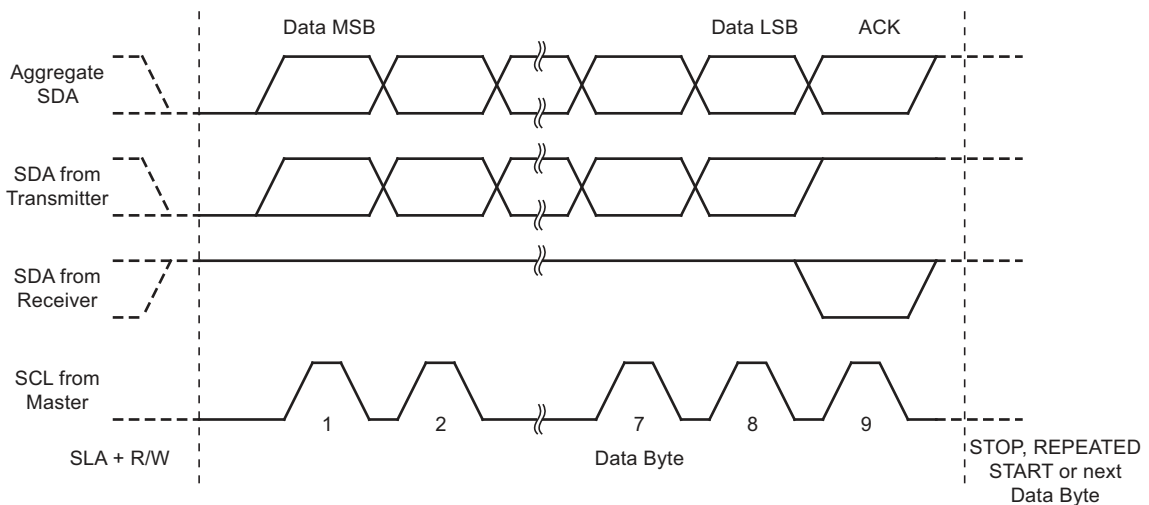 Data MSB
Data LSB
ACK
Aggregate
SDA
SDA from
Transmitter
SDA from
Receiver
SCL from
Master
1
2
7
8
9
SLA + R/W
Data Byte
STOP, REPEATED
START or next
Data Byte